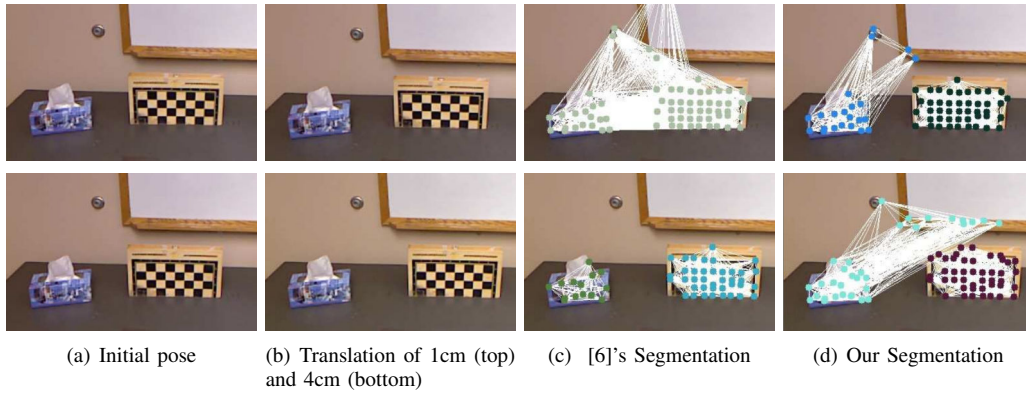 (a) Initial pose
(b) Translation of 1cm (top)
and 4cm (bottom)
(c) [6]'s Segmentation
(d) Our Segmentation